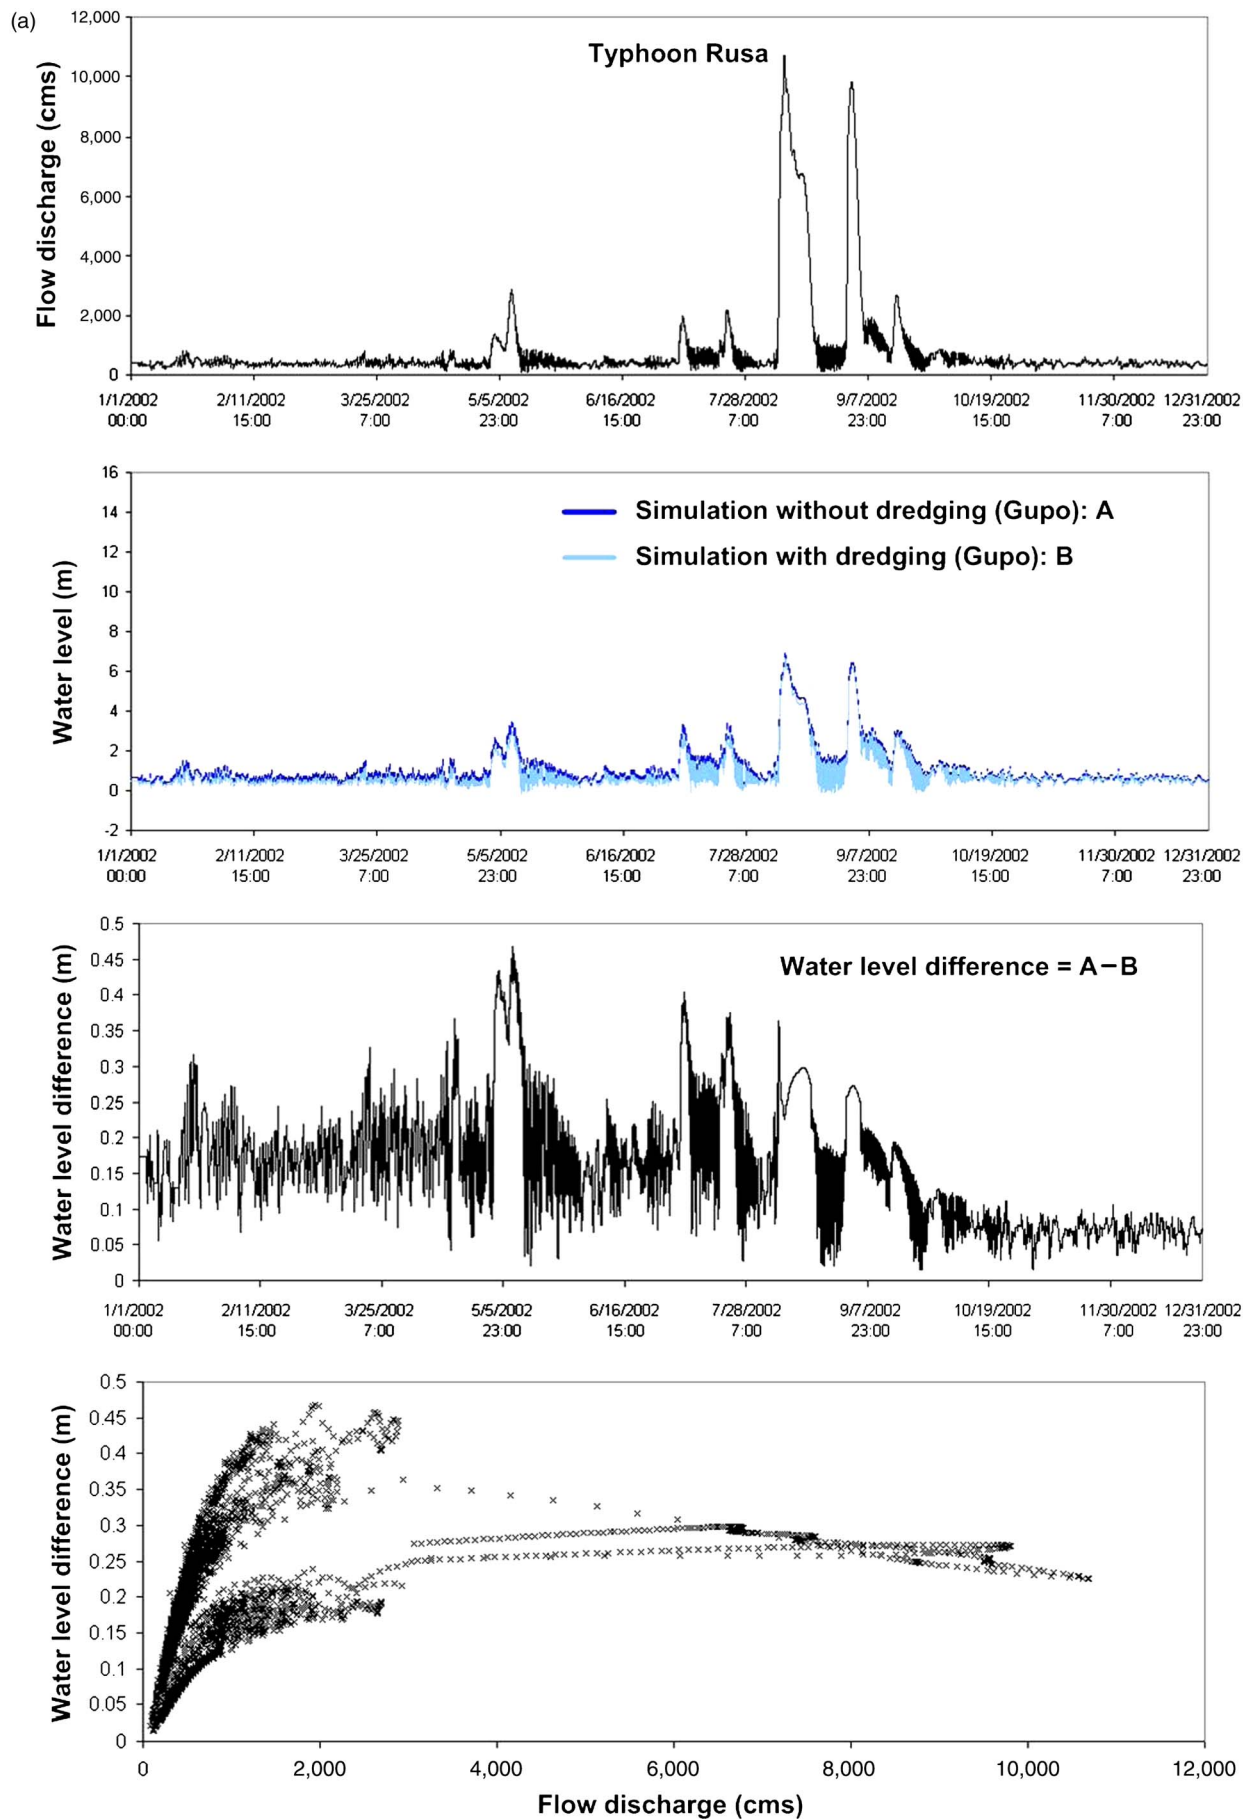 (a)
12,000
10,000
8,000
6,000
4,000
2,000
0
Flow discharge (cms)
Typhoon Rusa
1/1/2002 2/11/2002 3/25/2002 5/5/2002 6/16/2002 7/28/2002 9/7/2002 10/19/2002 11/30/2002 12/31/2002
00:00 15:00 7:00 23:00 15:00 7:00 23:00 15:00 7:00 23:00
16
14
12
10
8
6
4
2
0
-2
Water level (m)
Simulation without dredging (Gupo): A
Simulation with dredging (Gupo): B
1/1/2002 2/11/2002 3/25/2002 5/5/2002 6/16/2002 7/28/2002 9/7/2002 10/19/2002 11/30/2002 12/31/2002
00:00 15:00 7:00 23:00 15:00 7:00 23:00 15:00 7:00 23:00
0.5
0.45
0.4
0.35
0.3
0.25
0.2
0.15
0.1
0.05
0
Water level difference (m)
Water level difference = A−B
1/1/2002 2/11/2002 3/25/2002 5/5/2002 6/16/2002 7/28/2002 9/7/2002 10/19/2002 11/30/2002 12/31/2002
00:00 15:00 7:00 23:00 15:00 7:00 23:00 15:00 7:00 23:00
0.5
0.45
0.4
0.35
0.3
0.25
0.2
0.15
0.1
0.05
0
Water level difference (m)
0 2,000 4,000 6,000 8,000 10,000 12,000
Flow discharge (cms)